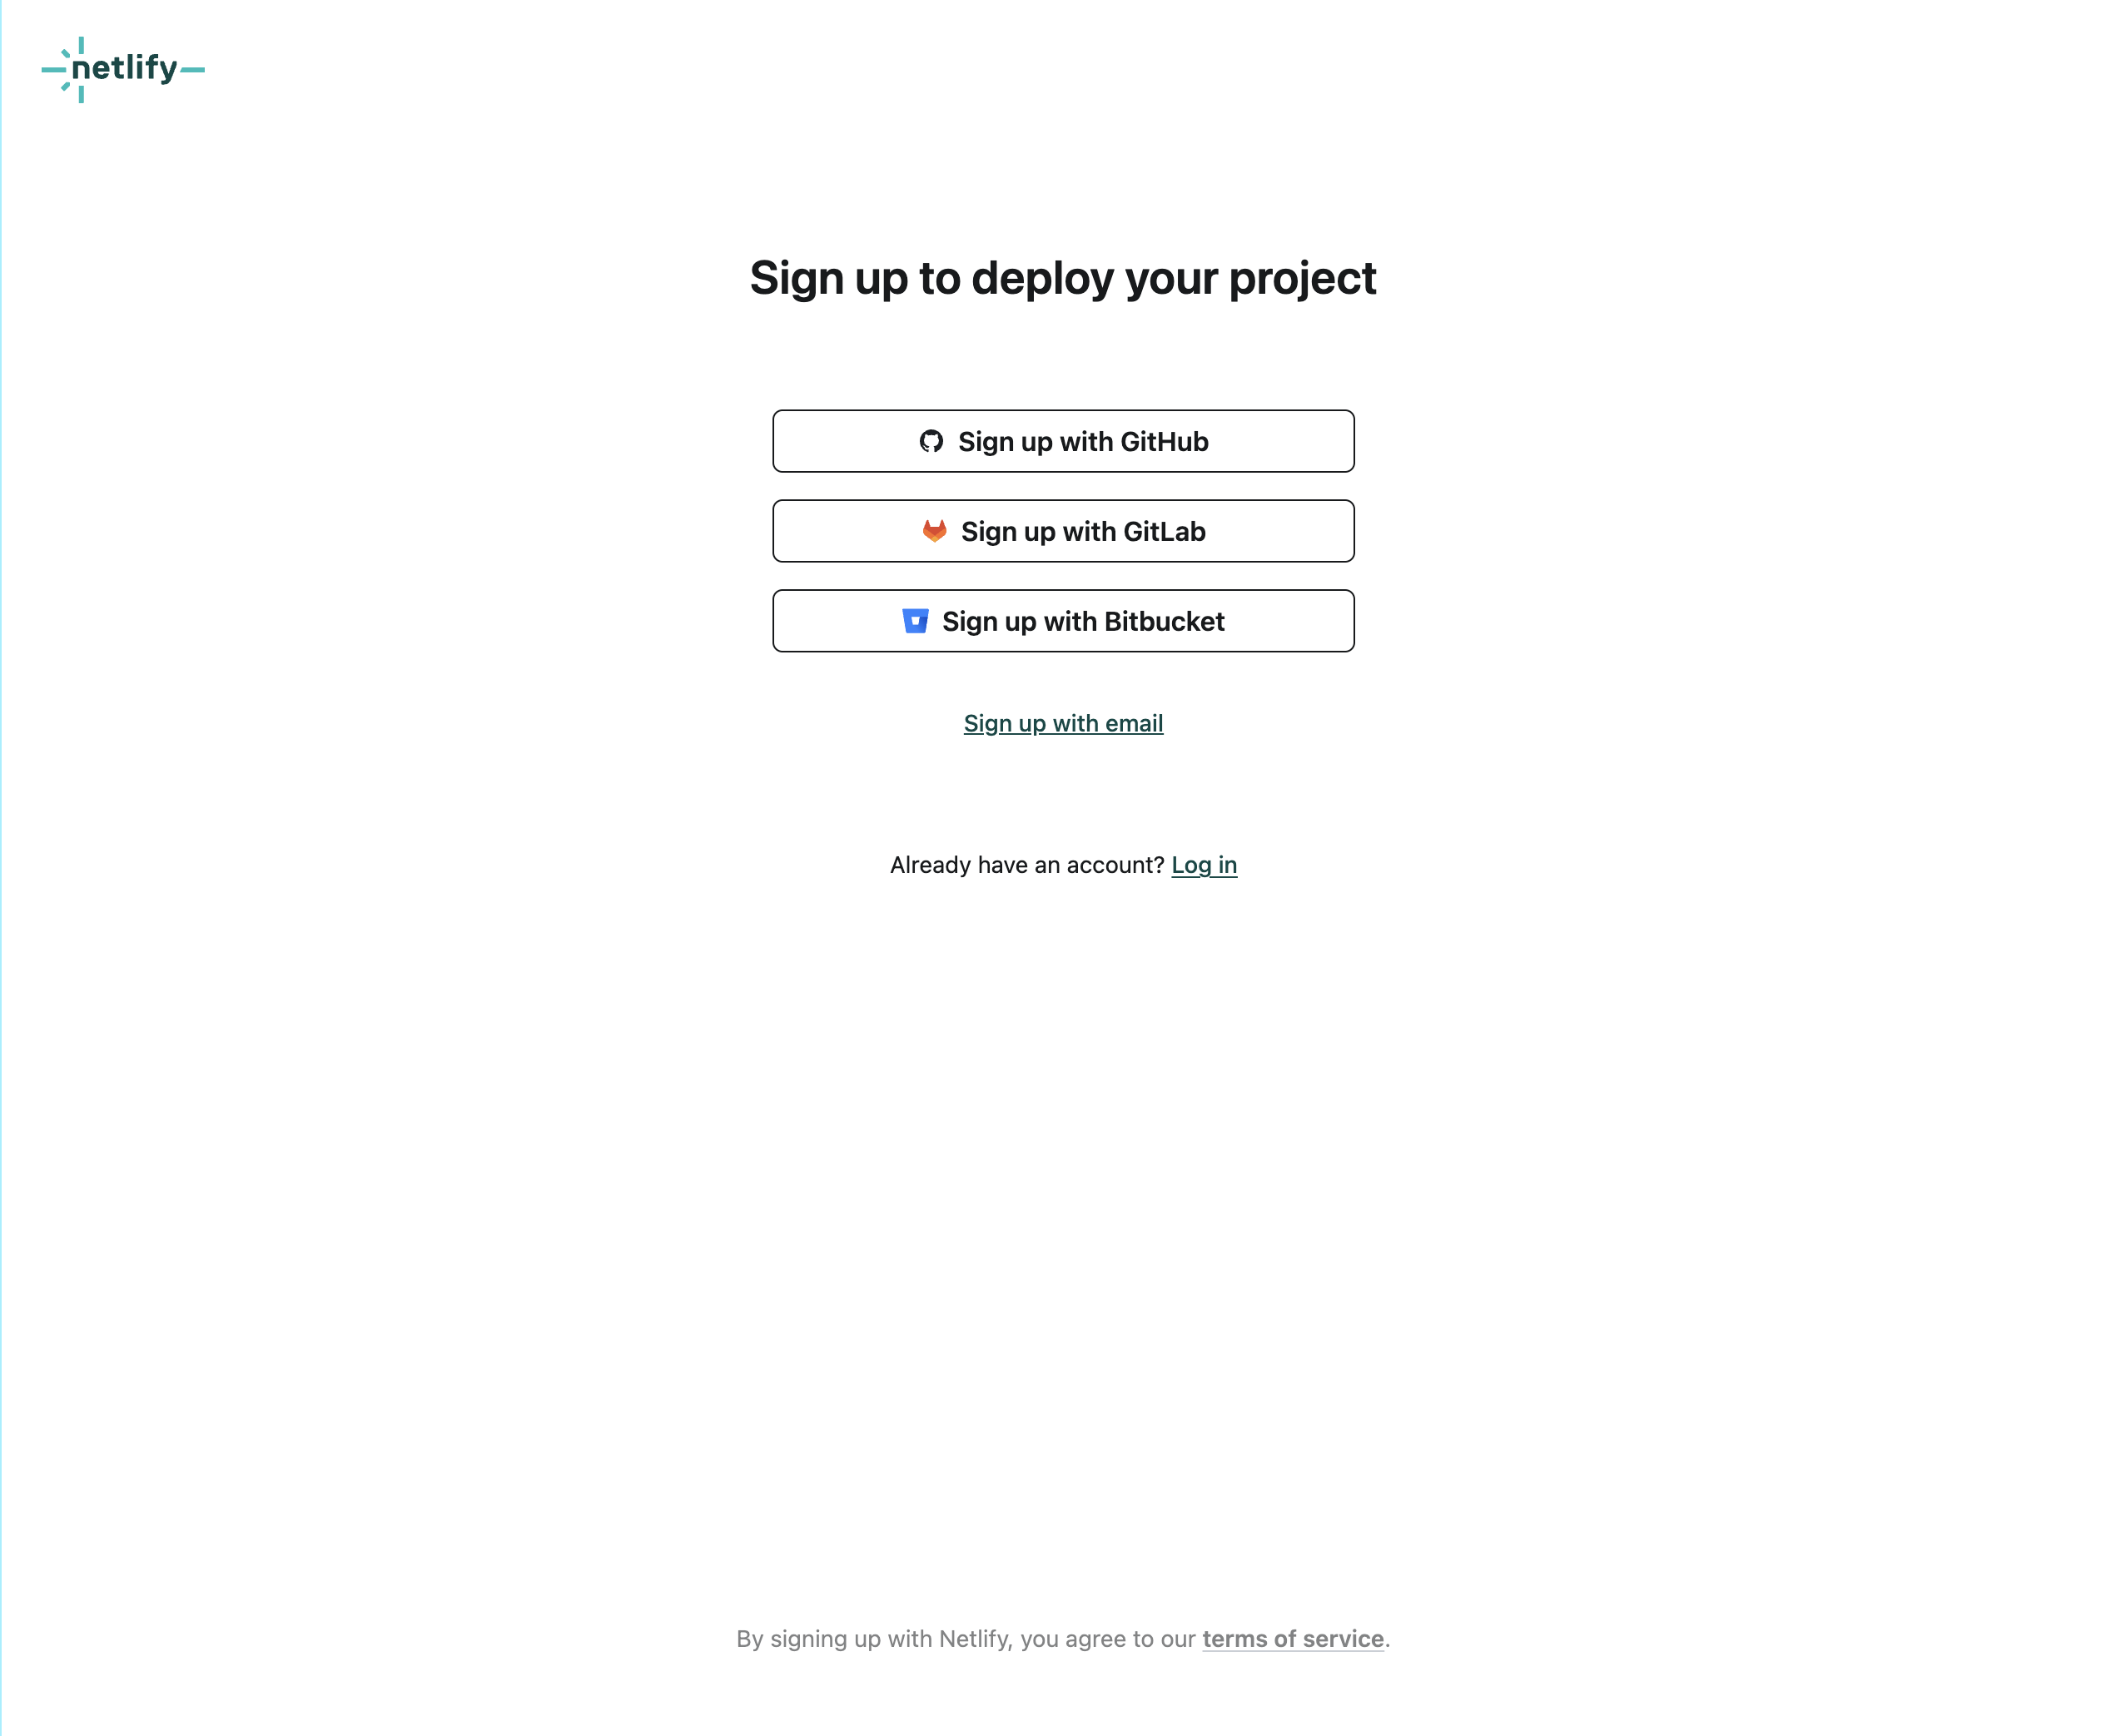 netlify
Sign up to deploy your project
Sign up with GitHub
Sign up with GitLab
Sign up with Bitbucket
Sign up with email
Already have an account? Log in
By signing up with Netlify, you agree to our terms of service.